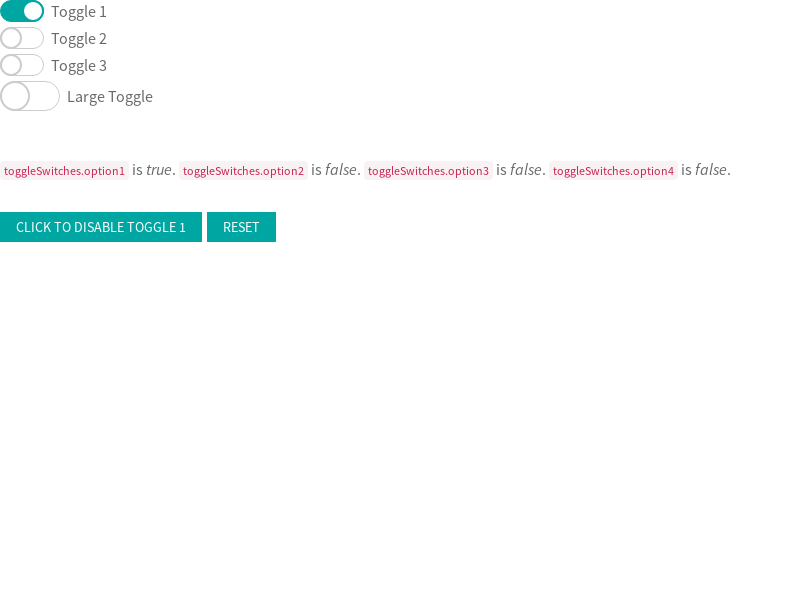 Toggle 1
Toggle 2
Toggle 3
Large Toggle
toggleSwitches.option1 is true. toggleSwitches.option2 is false. toggleSwitches.option3 is false. toggleSwitches.option4 is false.
CLICK TO DISABLE TOGGLE 1 RESET